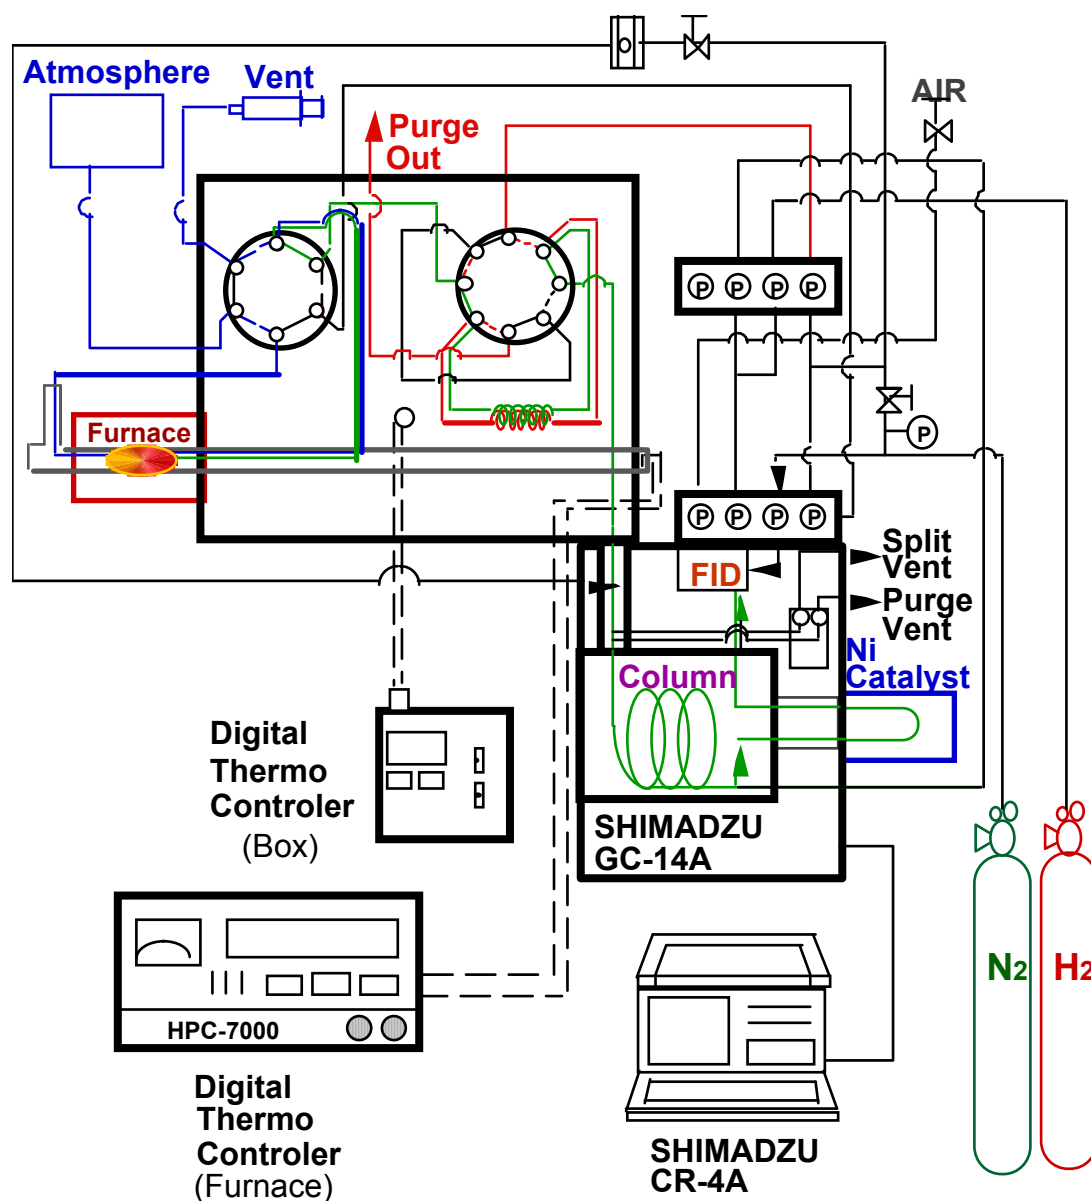 Atmosphere
Vent
AIR
Purge
Out
P P P P
Furnace
P
P P P P
Split
Vent
FID
Purge
Vent
Ni
Catalyst
Column
Digital
Thermo
Controler
(Box)
SHIMADZU
GC-14A
N2
H2
HPC-7000
Digital
Thermo
Controler
(Furnace)
SHIMADZU
CR-4A